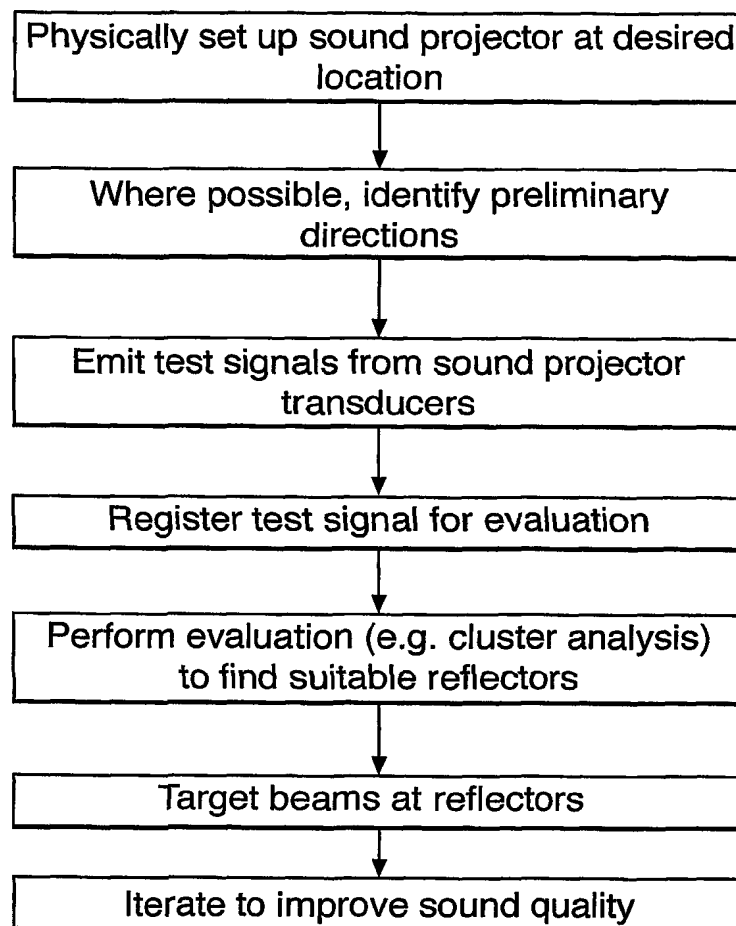 Physically set up sound projector at desired
location
Where possible, identify preliminary
directions
Emit test signals from sound projector
transducers
Register test signal for evaluation
Perform evaluation (e.g. cluster analysis)
to find suitable reflectors
Target beams at reflectors
Iterate to improve sound quality